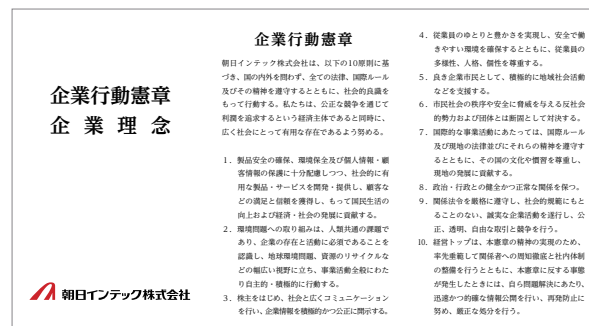 企業行動憲章
企業理念
朝日インテック株式会社
企業行動憲章
朝日インテック株式会社は、以下の10原則に基
づき、国の内外を問わず、全ての法律、国際ルール
及びその精神を遵守するとともに、社会的良識を
もって行動する。私たちは、公正な競争を通じて
利潤を追求するという経済主体であると同時に、
広く社会にとって有用な存在であるよう努める。
1. 製品安全の確保、環境保全及び個人情報・顧
客情報の保護に十分配慮しつつ、社会的に有
用な製品・サービスを開発・提供し、顧客な
どの満足と信頼を獲得し、もって国民生活の
向上および経済・社会の発展に貢献する。
2. 環境問題への取り組みは、人類共通の課題で
あり、企業の存在と活動に必須であることを
認識し、地球環境問題、資源のリサイクルな
どの幅広い視野に立ち、事業活動全般にわた
り自主的・積極的に行動する。
3. 株主をはじめ、社会と広くコミュニケーション
を行い、企業情報を積極的かつ公正に開示する。
4. 従業員のゆとりと豊かさを実現し、安全で働
きやすい環境を確保するとともに、従業員の
多様性、人格、個性を尊重する。
5. 良き企業市民として、積極的に地域社会活動
などを支援する。
6. 市民社会の秩序や安全に脅威を与える反社会
的勢力および団体とは断固として対決する。
7. 国際的な事業活動にあたっては、国際ルール
及び現地の法律並びにそれらの精神を遵守す
るとともに、その国の文化や慣習を尊重し、
現地の発展に貢献する。
8. 政治・行政との健全かつ正常な関係を保つ。
9. 関係法令を厳格に遵守し、社会的規範にもと
ることのない、誠実な企業活動を遂行し、公
正、透明、自由な取引と競争を行う。
10. 経営トップは、本憲章の精神の実現のため、
率先垂範して関係者への周知徹底と社内体制
の整備を行うとともに、本憲章に反する事態
が発生したときには、自ら問題解決にあたり、
迅速かつ的確な情報公開を行い、再発防止に
努め、厳正な処分を行う。